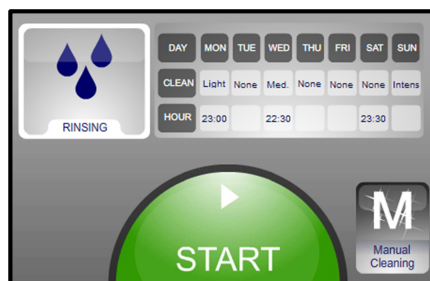 DAY MON TUE WED THU FRI SAT SUN
CLEAN Light None Med. None None None Intens
HOUR 23:00 22:30 23:30
RINSING
START
M
Manual
Cleaning